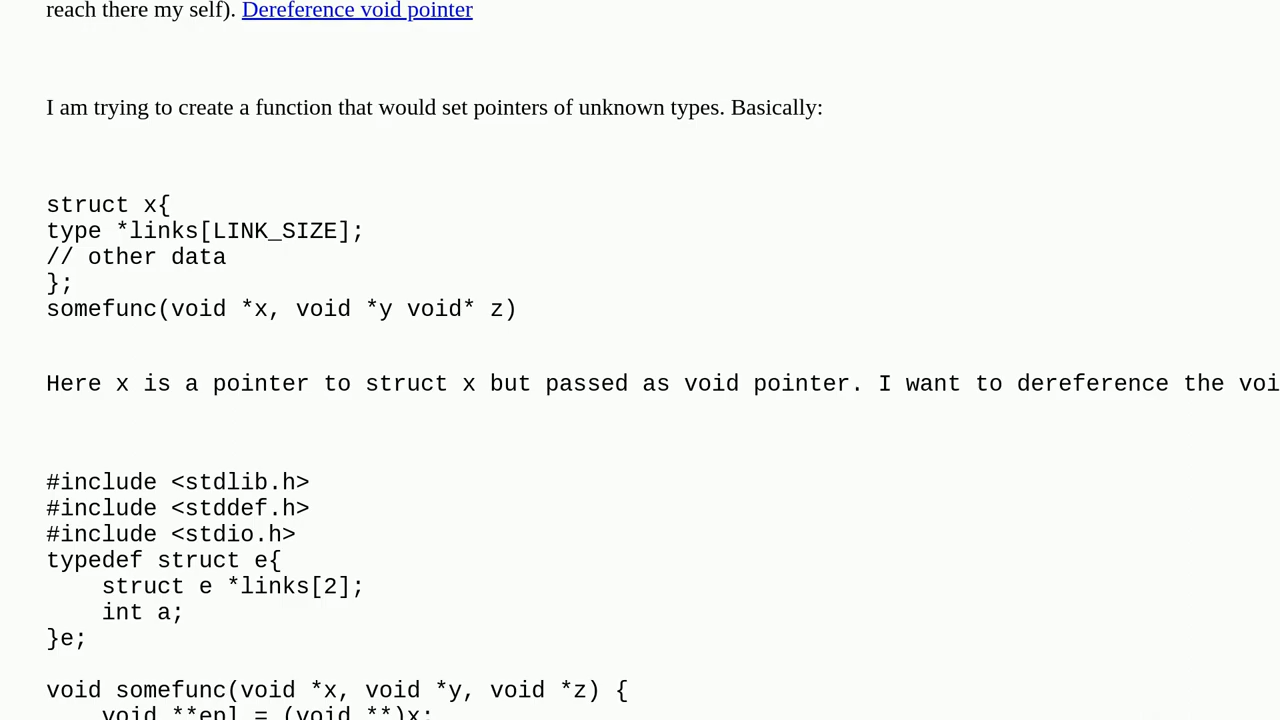 reach there my self). Dereference void pointer
I am trying to create a function that would set pointers of unknown types. Basically:
struct x{
type *links[LINK_SIZE];
// other data
};
somefunc(void *x, void *y void* z)
Here x is a pointer to struct x but passed as void pointer. I want to dereference the voi
#include <stdlib.h>
#include <stddef.h>
#include <stdio.h>
typedef struct e{
    struct e *links[2];
    int a;
}e;
void somefunc(void *x, void *y, void *z) {
    void **epl = (void **)x;